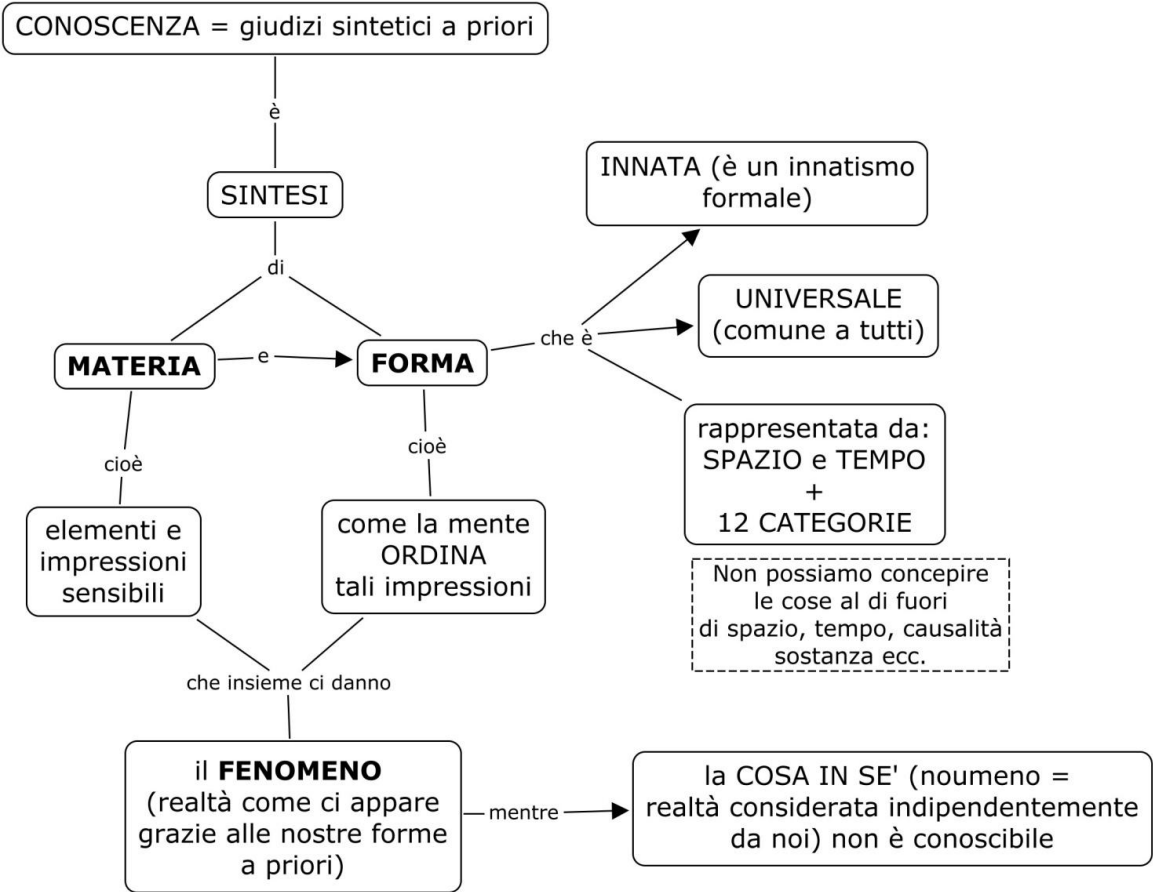 CONOSCENZA = giudizi sintetici a priori
è
SINTESI
di
MATERIA
e
FORMA
che è
INNATA (è un innatismo
formale)
UNIVERSALE
(comune a tutti)
rappresentata da:
SPAZIO e TEMPO
+
12 CATEGORIE
Non possiamo concepire
le cose al di fuori
di spazio, tempo, causalità
sostanza ecc.
cioè
elementi e
impressioni
sensibili
cioè
come la mente
ORDINA
tali impressioni
che insieme ci danno
il FENOMENO
(realtà come ci appare
grazie alle nostre forme
a priori)
mentre
la COSA IN SE' (noumeno =
realtà considerata indipendentemente
da noi) non è conoscibile